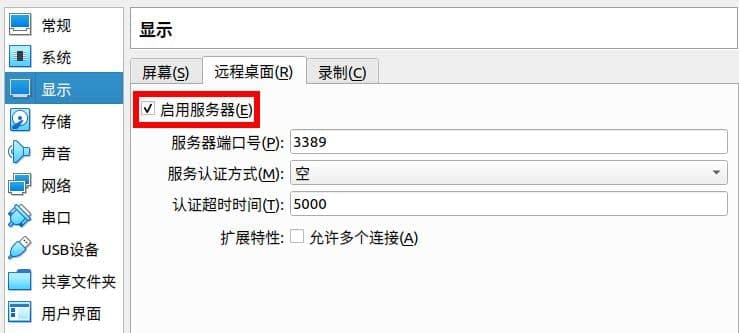 常规
系统
显示
存储
声音
网络
串口
USB设备
共享文件夹
用户界面
显示
屏幕(S) 远程桌面(R) 录制(C)
启用服务器(E)
服务器端口号(P): 3389
服务认证方式(M): 空
认证超时时间(T): 5000
扩展特性: 允许多个连接(A)